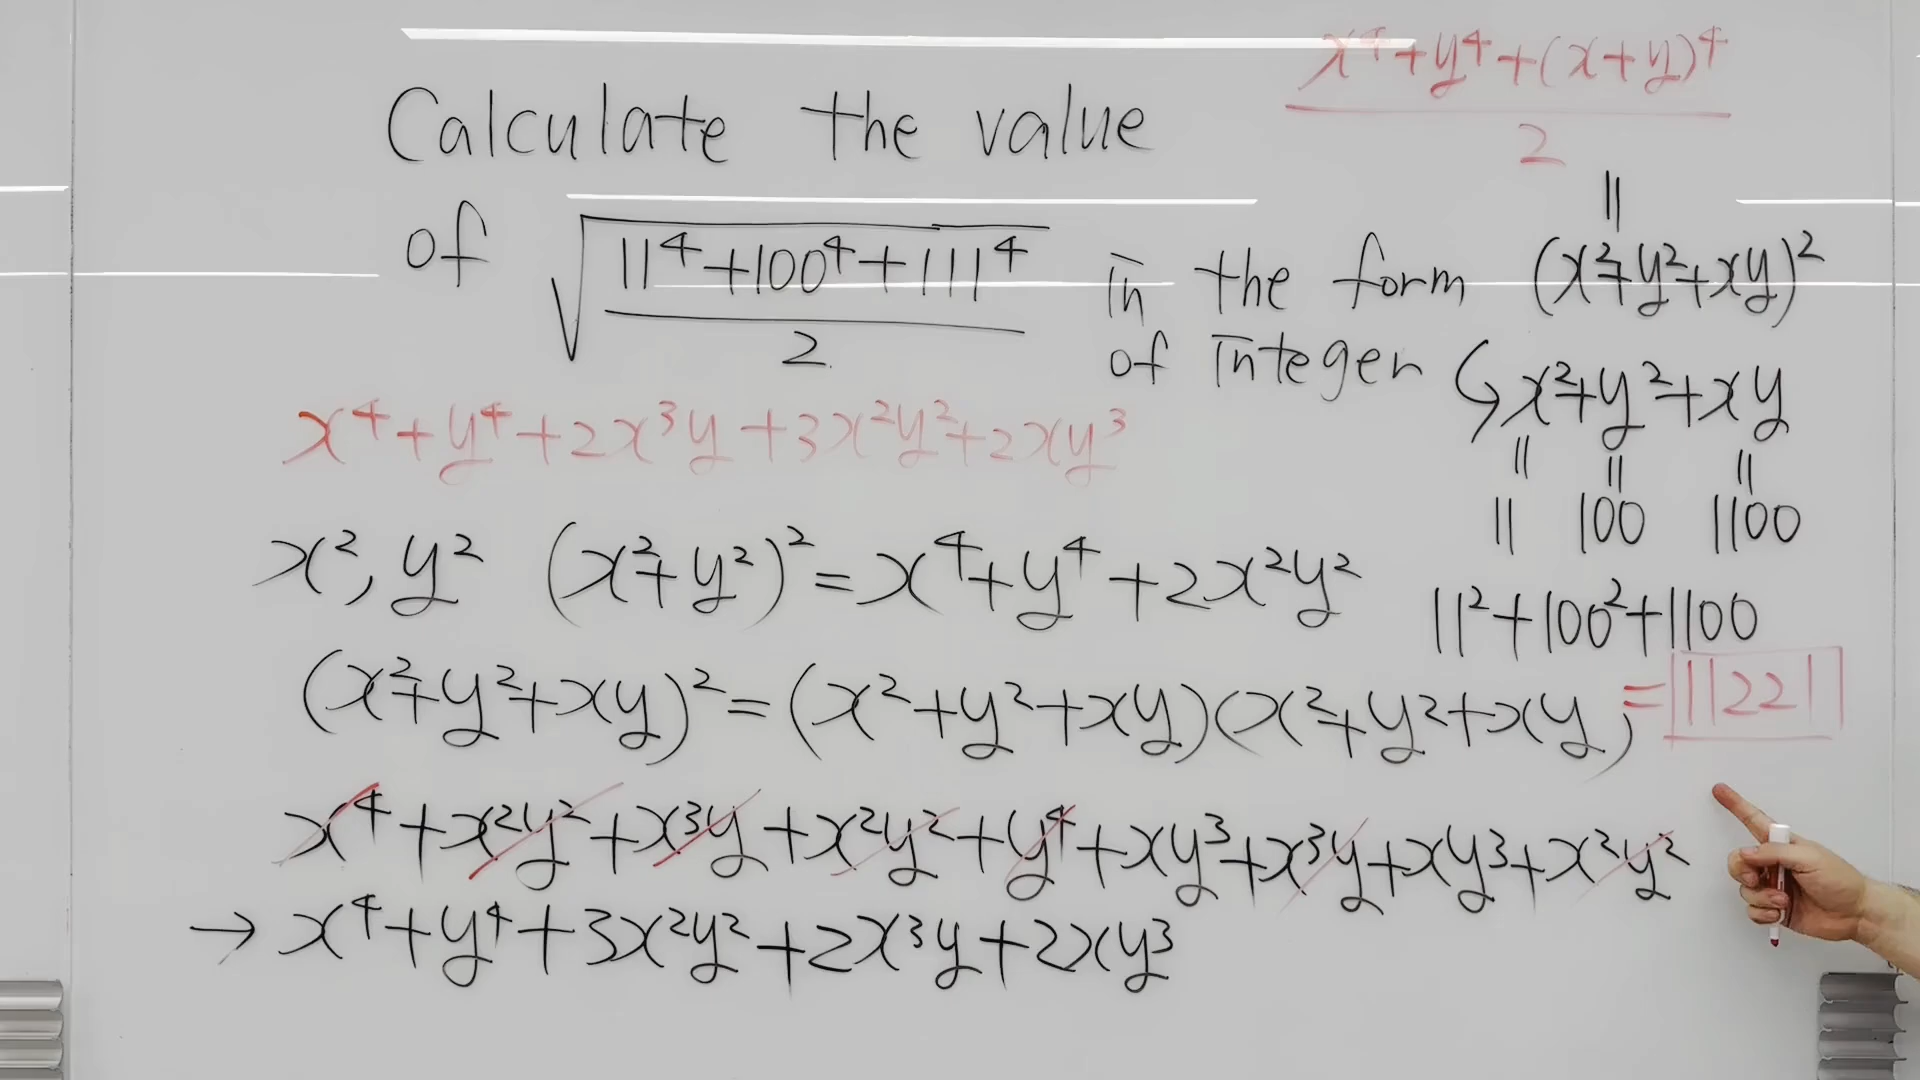 Calculate the value
of √((11⁴+100⁴+111⁴)/2) in the form
of integer
x⁴+y⁴+(x+y)⁴
2
॥
(x²+y²+xy)²
↳ x²+y²+xy
॥ ॥ ॥
11 100 1100
11²+100²+1100
=11221
x⁴+y⁴+2x³y+3x²y²+2xy³
x², y² (x²+y²)²=x⁴+y⁴+2x²y²
(x²+y²+xy)²=(x²+y²+xy)(x²+y²+xy)
x⁴+x²y²+x³y+x²y²+y⁴+xy³+x³y+xy³+x²y²
→ x⁴+y⁴+3x²y²+2x³y+2xy³